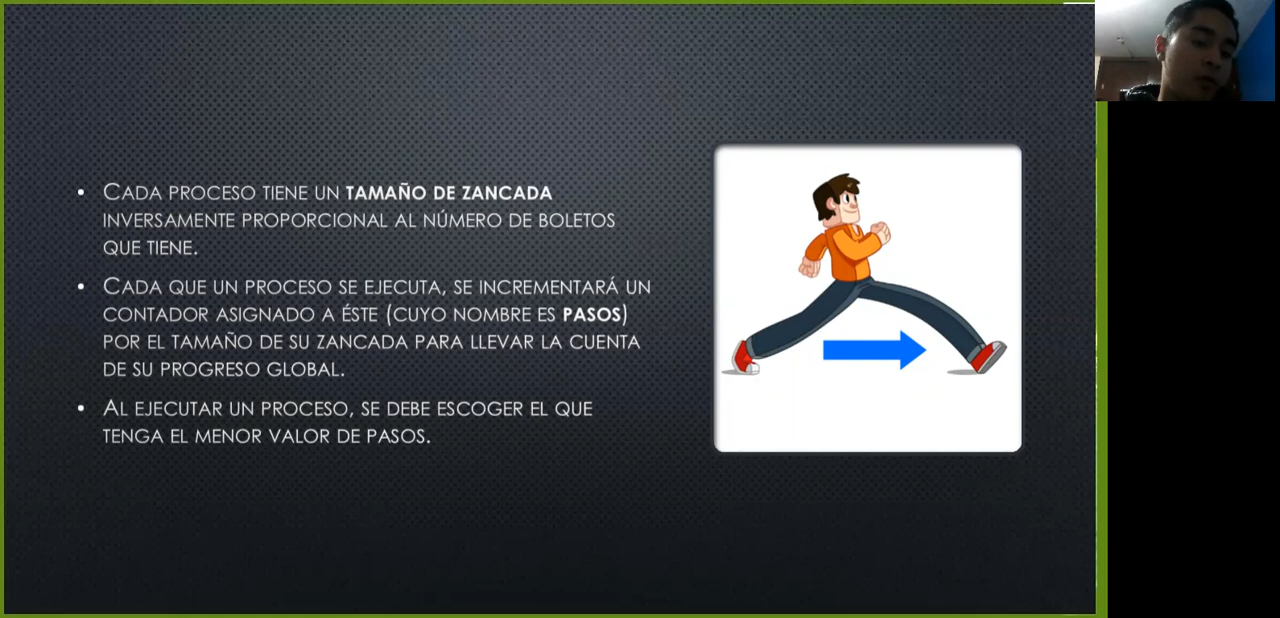 • Cada proceso tiene un TAMAÑO DE ZANCADA
inversamente proporcional al número de boletos
que tiene.
• Cada que un proceso se ejecuta, se incrementará un
contador asignado a éste (cuyo nombre es PASOS)
por el tamaño de su zancada para llevar la cuenta
de su progreso global.
• Al ejecutar un proceso, se debe escoger el que
tenga el menor valor de pasos.